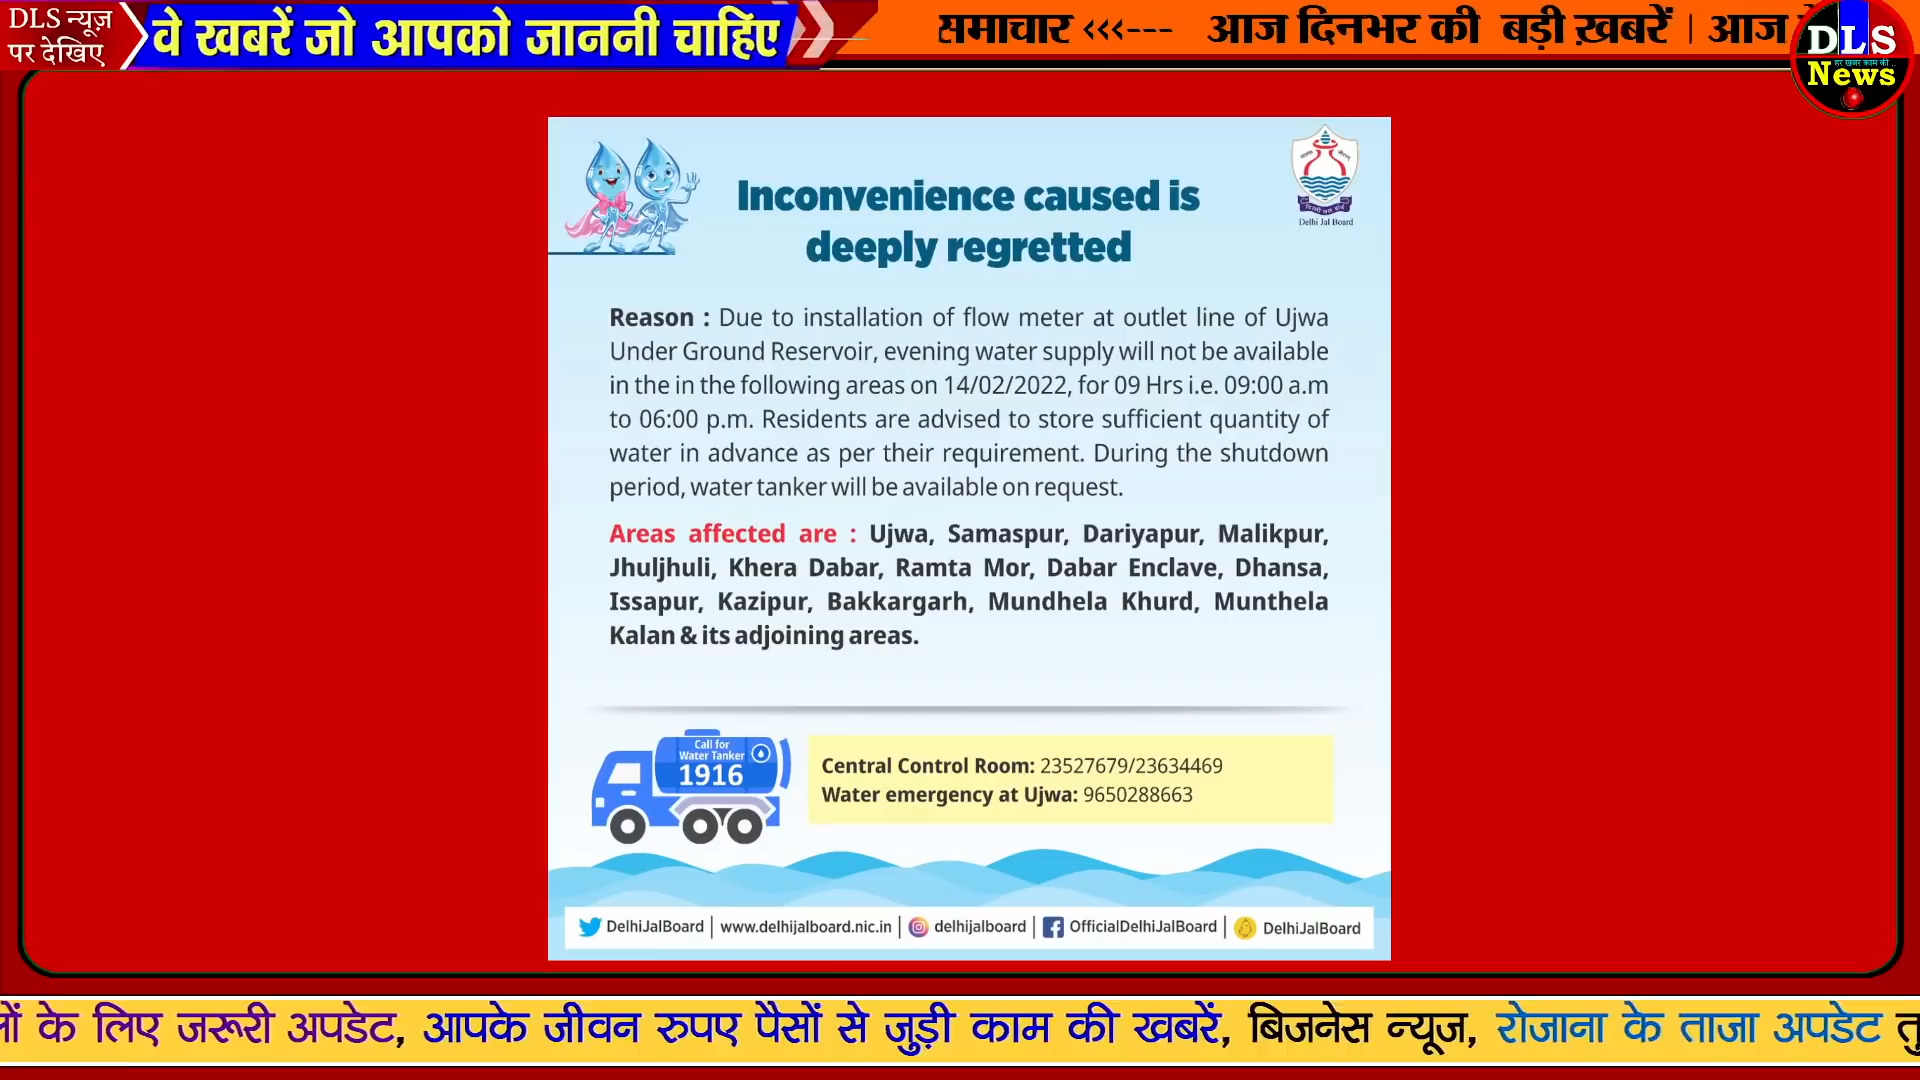 DLS न्यूज़
पर देखिए
वे खबरें जो आपको जाननी चाहिंए
समाचार <<<--- आज दिनभर की बड़ी ख़बरें | आज
DLS
हर खबर काम की ..
News
Delhi Jal Board
Inconvenience caused is
deeply regretted
Reason : Due to installation of flow meter at outlet line of Ujwa
Under Ground Reservoir, evening water supply will not be available
in the in the following areas on 14/02/2022, for 09 Hrs i.e. 09:00 a.m
to 06:00 p.m. Residents are advised to store sufficient quantity of
water in advance as per their requirement. During the shutdown
period, water tanker will be available on request.
Areas affected are : Ujwa, Samaspur, Dariyapur, Malikpur,
Jhuljhuli, Khera Dabar, Ramta Mor, Dabar Enclave, Dhansa,
Issapur, Kazipur, Bakkargarh, Mundhela Khurd, Munthela
Kalan & its adjoining areas.
Call for
Water Tanker
1916
Central Control Room: 23527679/23634469
Water emergency at Ujwa: 9650288663
DelhiJalBoard | www.delhijalboard.nic.in | delhijalboard | OfficialDelhiJalBoard | DelhiJalBoard
के लिए जरूरी अपडेट, आपके जीवन रुपए पैसों से जुड़ी काम की खबरें, बिजनेस न्यूज, रोजाना के ताजा अपडेट